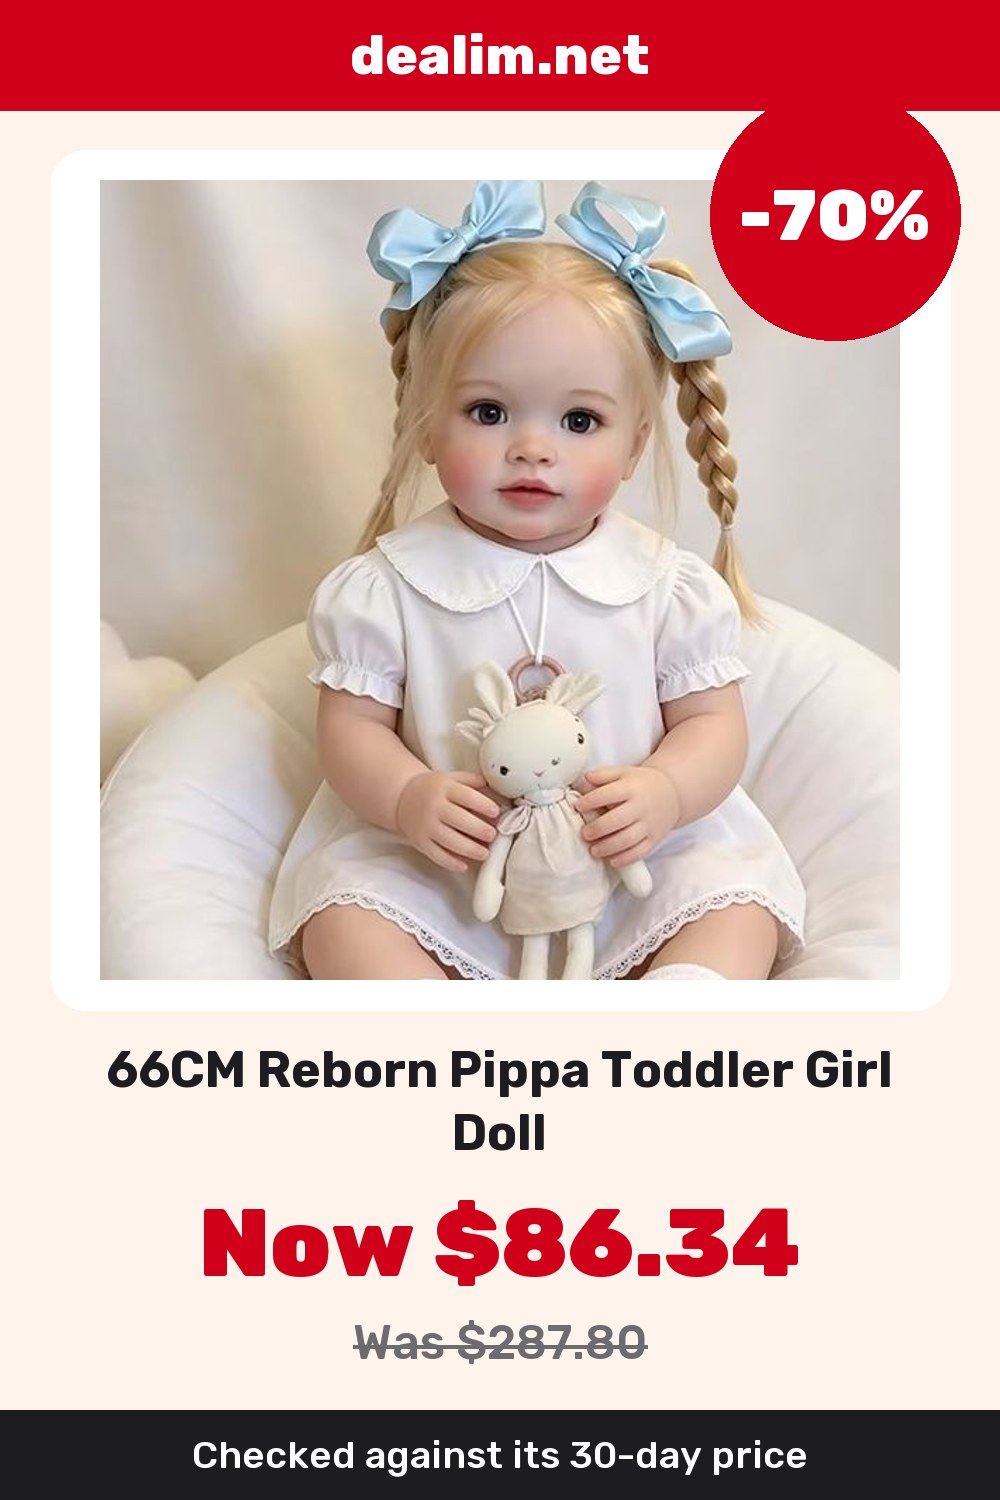 dealim.net
-70%
66CM Reborn Pippa Toddler Girl
Doll
Now $86.34
Was $287.80
Checked against its 30-day price